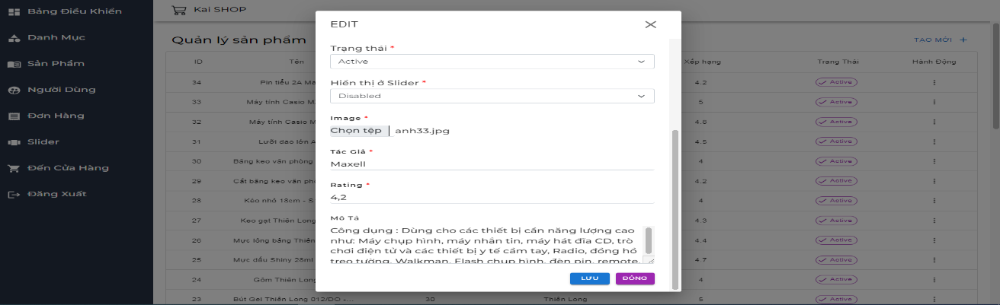 Bảng Điều Khiển
Danh Mục
Sản Phẩm
Người Dùng
Đơn Hàng
Slider
Đến Cửa Hàng
Đăng Xuất
Kai SHOP
Quản lý sản phẩm
TẠO MỚI +
ID Tên Xếp hạng Trạng Thái Hành Động
34 Pin tiểu 2A Ma 4.2 Active
33 Máy tính Casio 5 Active
32 Máy tính Casio M 4.8 Active
31 Lưỡi dao lớn 4.5 Active
30 Băng keo văn phòng 4 Active
29 Cắt băng keo văn 4.2 Active
28 Kéo nhỏ 18cm - S 4 Active
27 Keo gạt Thiên Long 4.3 Active
26 Mực lông bảng Thiên 4.4 Active
25 Mực dấu Shiny 28ml 4.7 Active
24 Gôm Thiên Long 4 Active
23 Bút Gel Thiên Long 012/DO -... 30 Thiên Long 5 Active
EDIT
Trạng thái *
Active
Hiển thị ở Slider *
Disabled
Image *
Chọn tệp anh33.jpg
Tác Giả *
Maxell
Rating *
4,2
Mô Tả
Công dụng : Dùng cho các thiết bị cần năng lượng cao
như: Máy chụp hình, máy nhắn tin, máy hát đĩa CD, trò
chơi điện tử và các thiết bị y tế cầm tay, Radio, đồng hồ
treo tường, Walkman, Flash chụp hình, đèn pin, remote,
LƯU
ĐÓNG